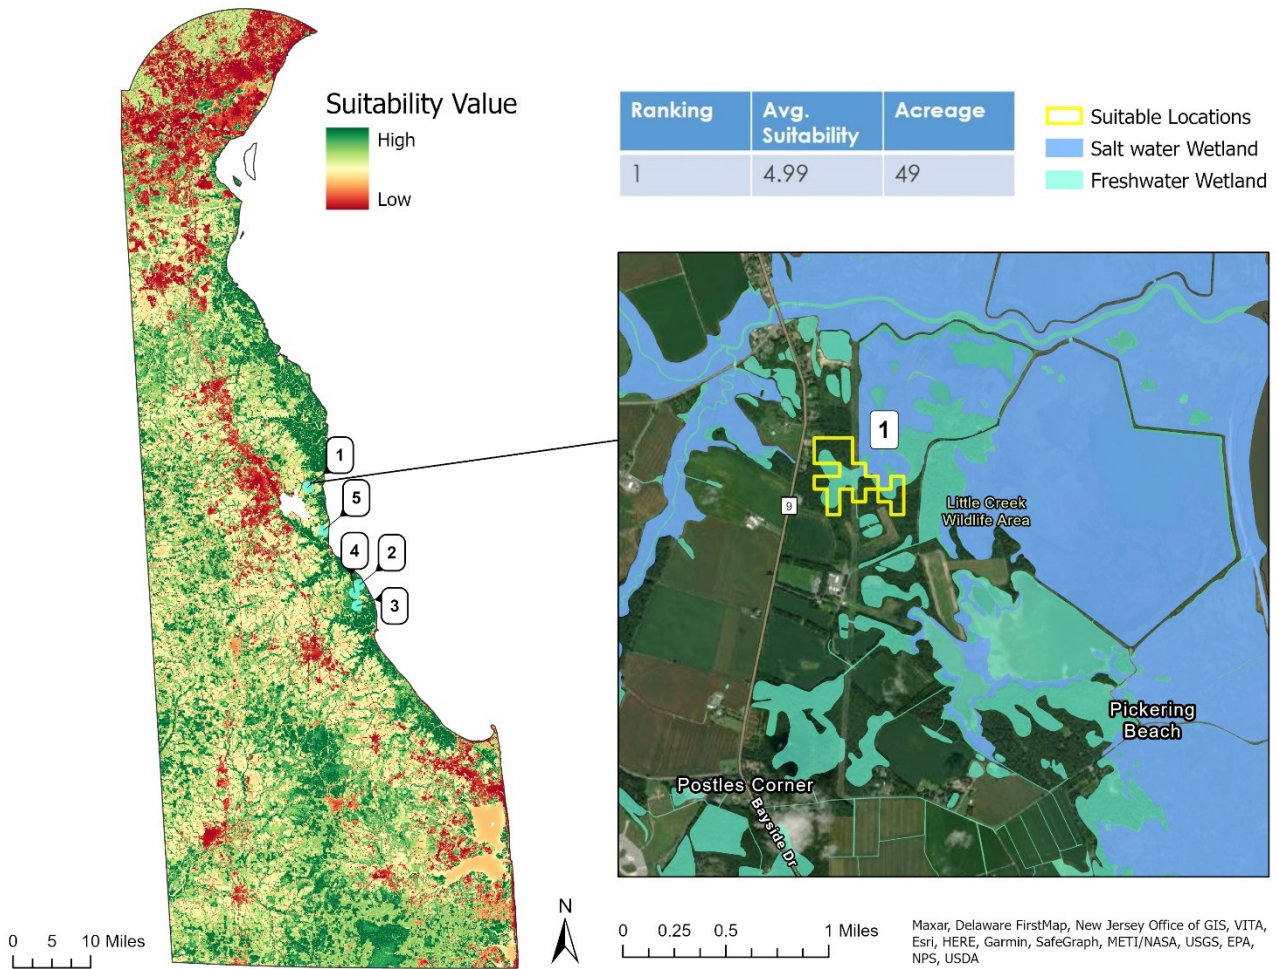 Suitability Value
High
Low
Ranking
Avg.
Suitability
Acreage
1
4.99
49
Suitable Locations
Salt water Wetland
Freshwater Wetland
1
5
4
2
3
1
9
Little Creek
Wildlife Area
Pickering
Beach
Postles Corner
Bayside Dr
0 5 10 Miles
N
0 0.25 0.5 1 Miles
Maxar, Delaware FirstMap, New Jersey Office of GIS, VITA,
Esri, HERE, Garmin, SafeGraph, METI/NASA, USGS, EPA,
NPS, USDA